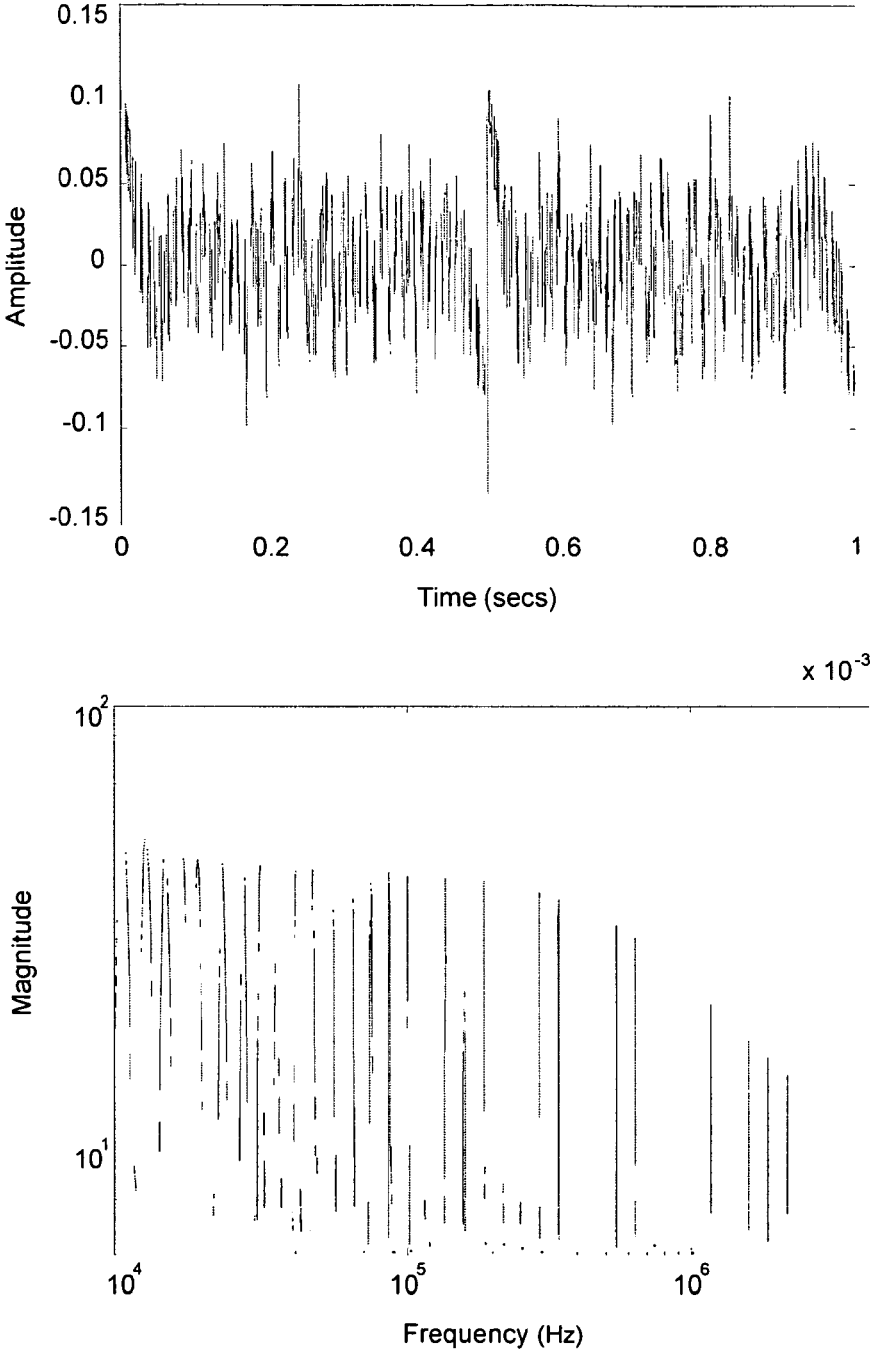 0.15
0.1
0.05
0
-0.05
-0.1
-0.15
Amplitude
0 0.2 0.4 0.6 0.8 1
Time (secs)
x 10⁻³
10²
10¹
Magnitude
10⁴ 10⁵ 10⁶
Frequency (Hz)